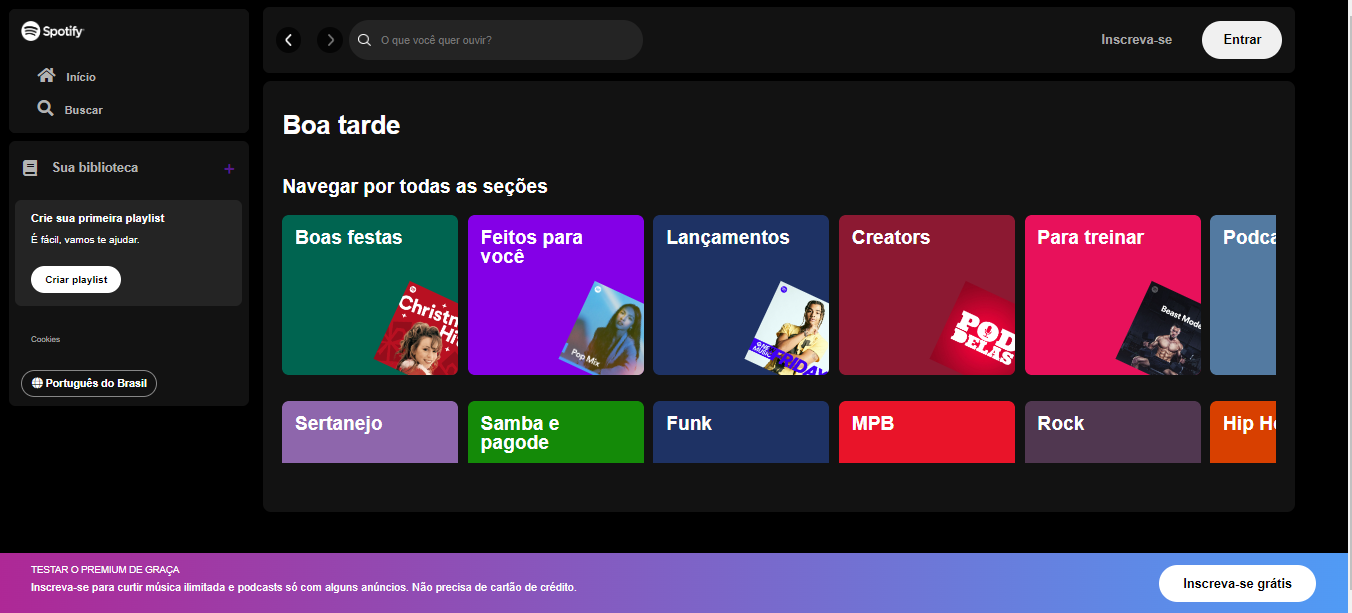 Spotify
Início
Buscar
Sua biblioteca
+
Crie sua primeira playlist
É fácil, vamos te ajudar.
Criar playlist
Cookies
Português do Brasil
O que você quer ouvir?
Inscreva-se
Entrar
Boa tarde
Navegar por todas as seções
Boas festas
Christm
Hi
Feitos para
você
Pop Mix
Lançamentos
FRIDAY
Creators
POD
DELAS
Para treinar
Beast Mode
Podca
Sertanejo
Samba e
pagode
Funk
MPB
Rock
Hip Ho
TESTAR O PREMIUM DE GRAÇA
Inscreva-se para curtir música ilimitada e podcasts só com alguns anúncios. Não precisa de cartão de crédito.
Inscreva-se grátis